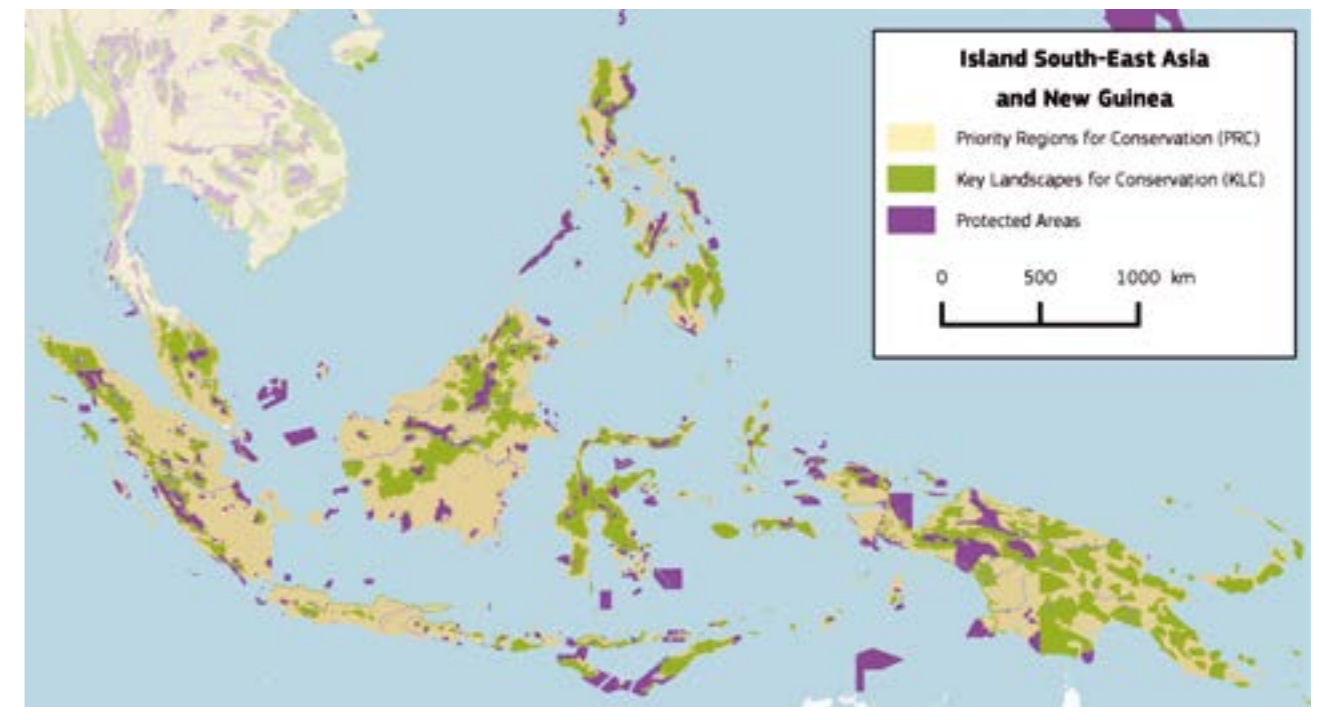 Island South-East Asia
and New Guinea
Priority Regions for Conservation (PRC)
Key Landscapes for Conservation (KLC)
Protected Areas
0 500 1000 km